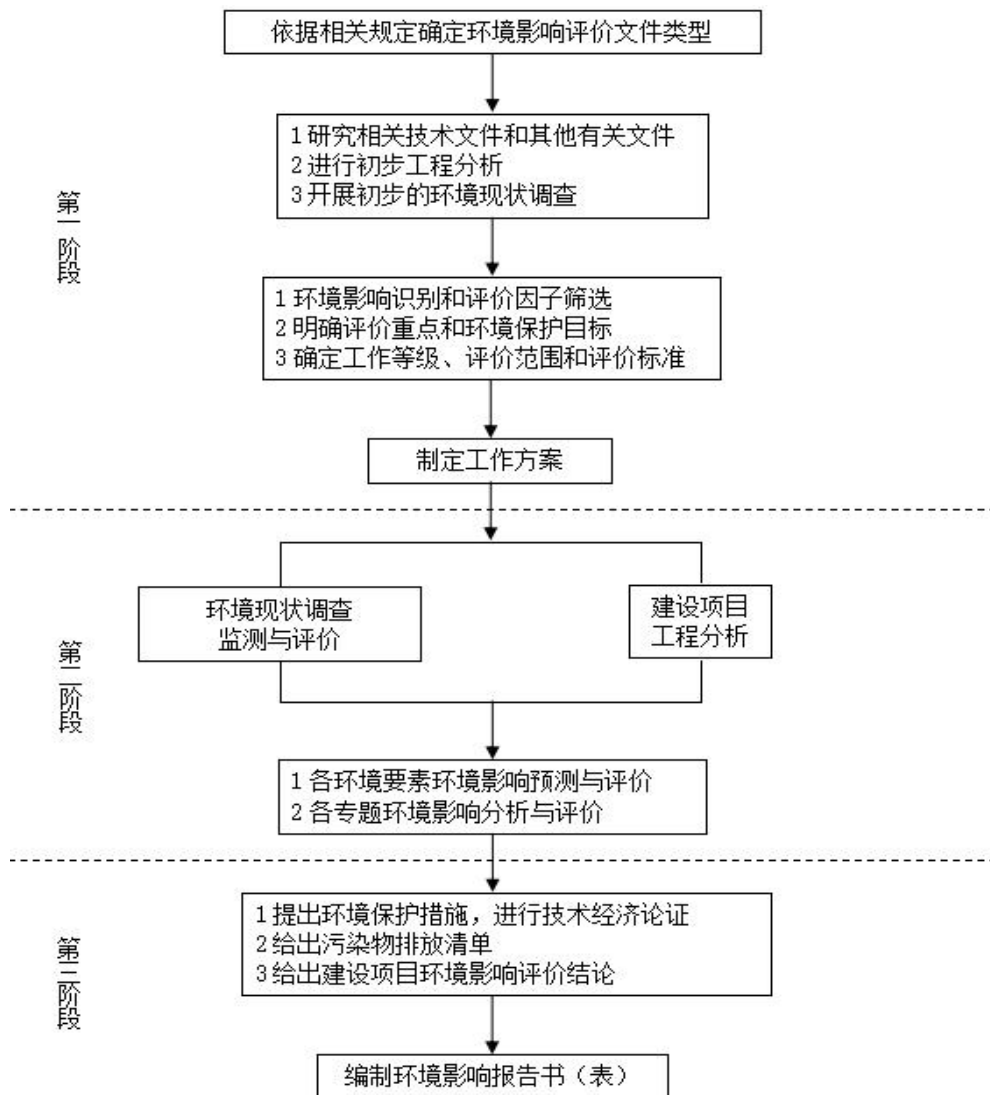 依据相关规定确定环境影响评价文件类型
1 研究相关技术文件和其他有关文件
2 进行初步工程分析
3 开展初步的环境现状调查
第一阶段
1 环境影响识别和评价因子筛选
2 明确评价重点和环境保护目标
3 确定工作等级、评价范围和评价标准
制定工作方案
环境现状调查
监测与评价
建设项目
工程分析
第二阶段
1 各环境要素环境影响预测与评价
2 各专题环境影响分析与评价
1 提出环境保护措施，进行技术经济论证
2 给出污染物排放清单
3 给出建设项目环境影响评价结论
第三阶段
编制环境影响报告书（表）